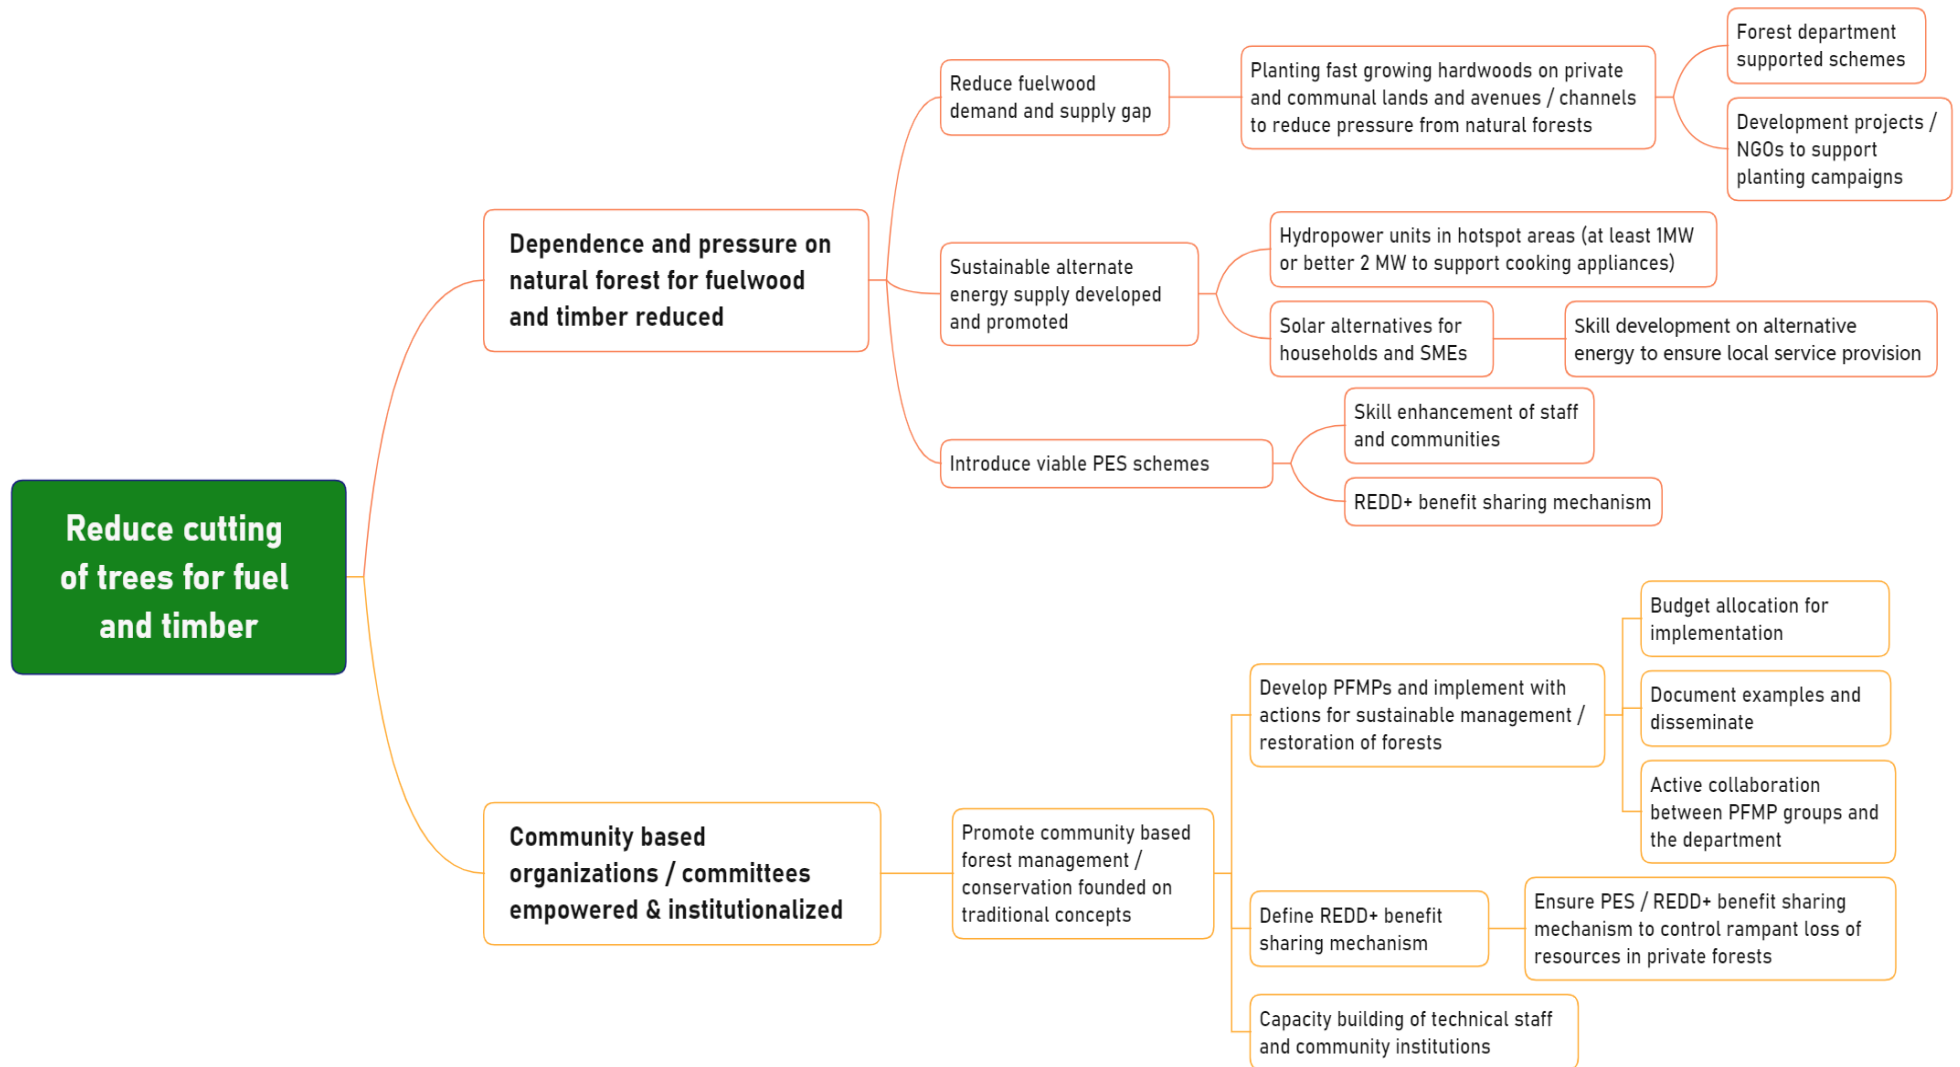 Reduce cutting
of trees for fuel
and timber
Dependence and pressure on
natural forest for fuelwood
and timber reduced
Reduce fuelwood
demand and supply gap
Planting fast growing hardwoods on private
and communal lands and avenues / channels
to reduce pressure from natural forests
Forest department
supported schemes
Development projects /
NGOs to support
planting campaigns
Sustainable alternate
energy supply developed
and promoted
Hydropower units in hotspot areas (at least 1MW
or better 2 MW to support cooking appliances)
Solar alternatives for
households and SMEs
Skill development on alternative
energy to ensure local service provision
Introduce viable PES schemes
Skill enhancement of staff
and communities
REDD+ benefit sharing mechanism
Community based
organizations / committees
empowered & institutionalized
Promote community based
forest management /
conservation founded on
traditional concepts
Develop PFMPs and implement with
actions for sustainable management /
restoration of forests
Budget allocation for
implementation
Document examples and
disseminate
Active collaboration
between PFMP groups and
the department
Define REDD+ benefit
sharing mechanism
Ensure PES / REDD+ benefit sharing
mechanism to control rampant loss of
resources in private forests
Capacity building of technical staff
and community institutions